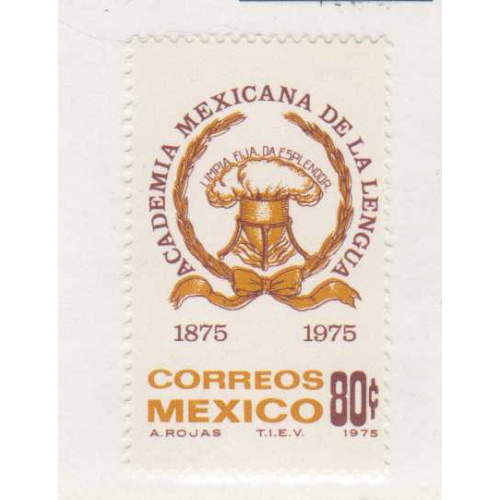 ACADEMIA MEXICANA DE LA LENGUA
LIMPIA, FIJA, DA ESPLENDOR
1875 1975
CORREOS
MEXICO 80¢
A.ROJAS T.I.E.V. 1975